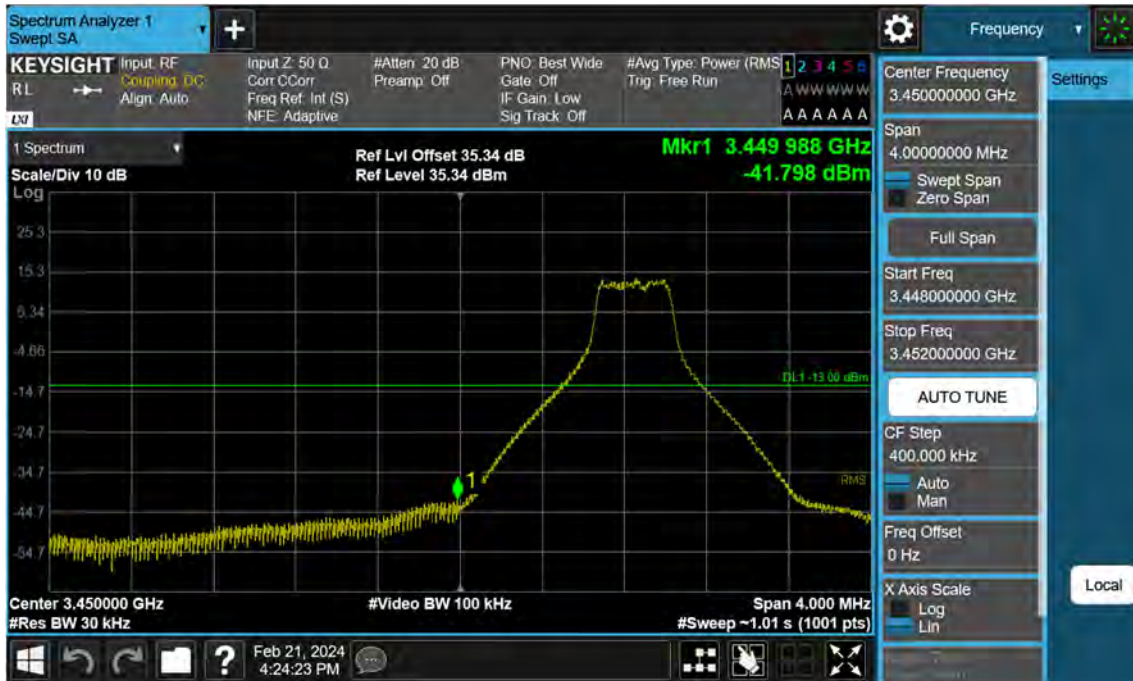 Spectrum Analyzer 1
Swept SA
+
Frequency
KEYSIGHT
RL
LXI
Input: RF
Coupling: DC
Align: Auto
Input Z: 50 Ω
Corr CCorr
Freq Ref: Int (S)
NFE: Adaptive
#Atten: 20 dB
Preamp: Off
PNO: Best Wide
Gate: Off
IF Gain: Low
Sig Track: Off
#Avg Type: Power (RMS
Trig: Free Run
1 2 3 4 5 6
A W W W W W
A A A A A A
1 Spectrum
Scale/Div 10 dB
Log
Ref Lvl Offset 35.34 dB
Ref Level 35.34 dBm
Mkr1 3.449 988 GHz
-41.798 dBm
25.3
15.3
5.34
-4.66
-14.7
-24.7
-34.7
-44.7
-54.7
DL1 -13.00 dBm
RMS
1
Center 3.450000 GHz
#Res BW 30 kHz
#Video BW 100 kHz
Span 4.000 MHz
#Sweep ~1.01 s (1001 pts)
Center Frequency
3.450000000 GHz
Settings
Span
4.00000000 MHz
Swept Span
Zero Span
Full Span
Start Freq
3.448000000 GHz
Stop Freq
3.452000000 GHz
AUTO TUNE
CF Step
400.000 kHz
Auto
Man
Freq Offset
0 Hz
X Axis Scale
Log
Lin
Local
?
Feb 21, 2024
4:24:23 PM